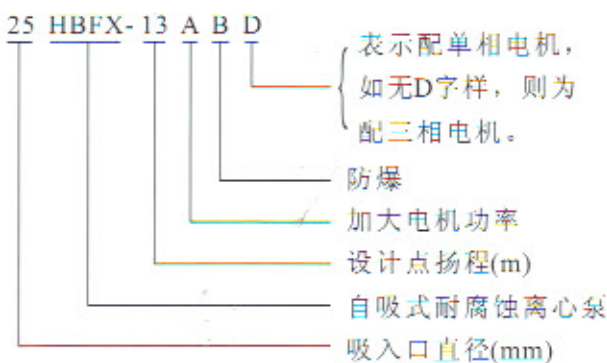 25 HBFX-13 A B D
表示配单相电机，
如无D字样，则为
配三相电机。
防爆
加大电机功率
设计点扬程(m)
自吸式耐腐蚀离心泵
吸入口直径(mm)